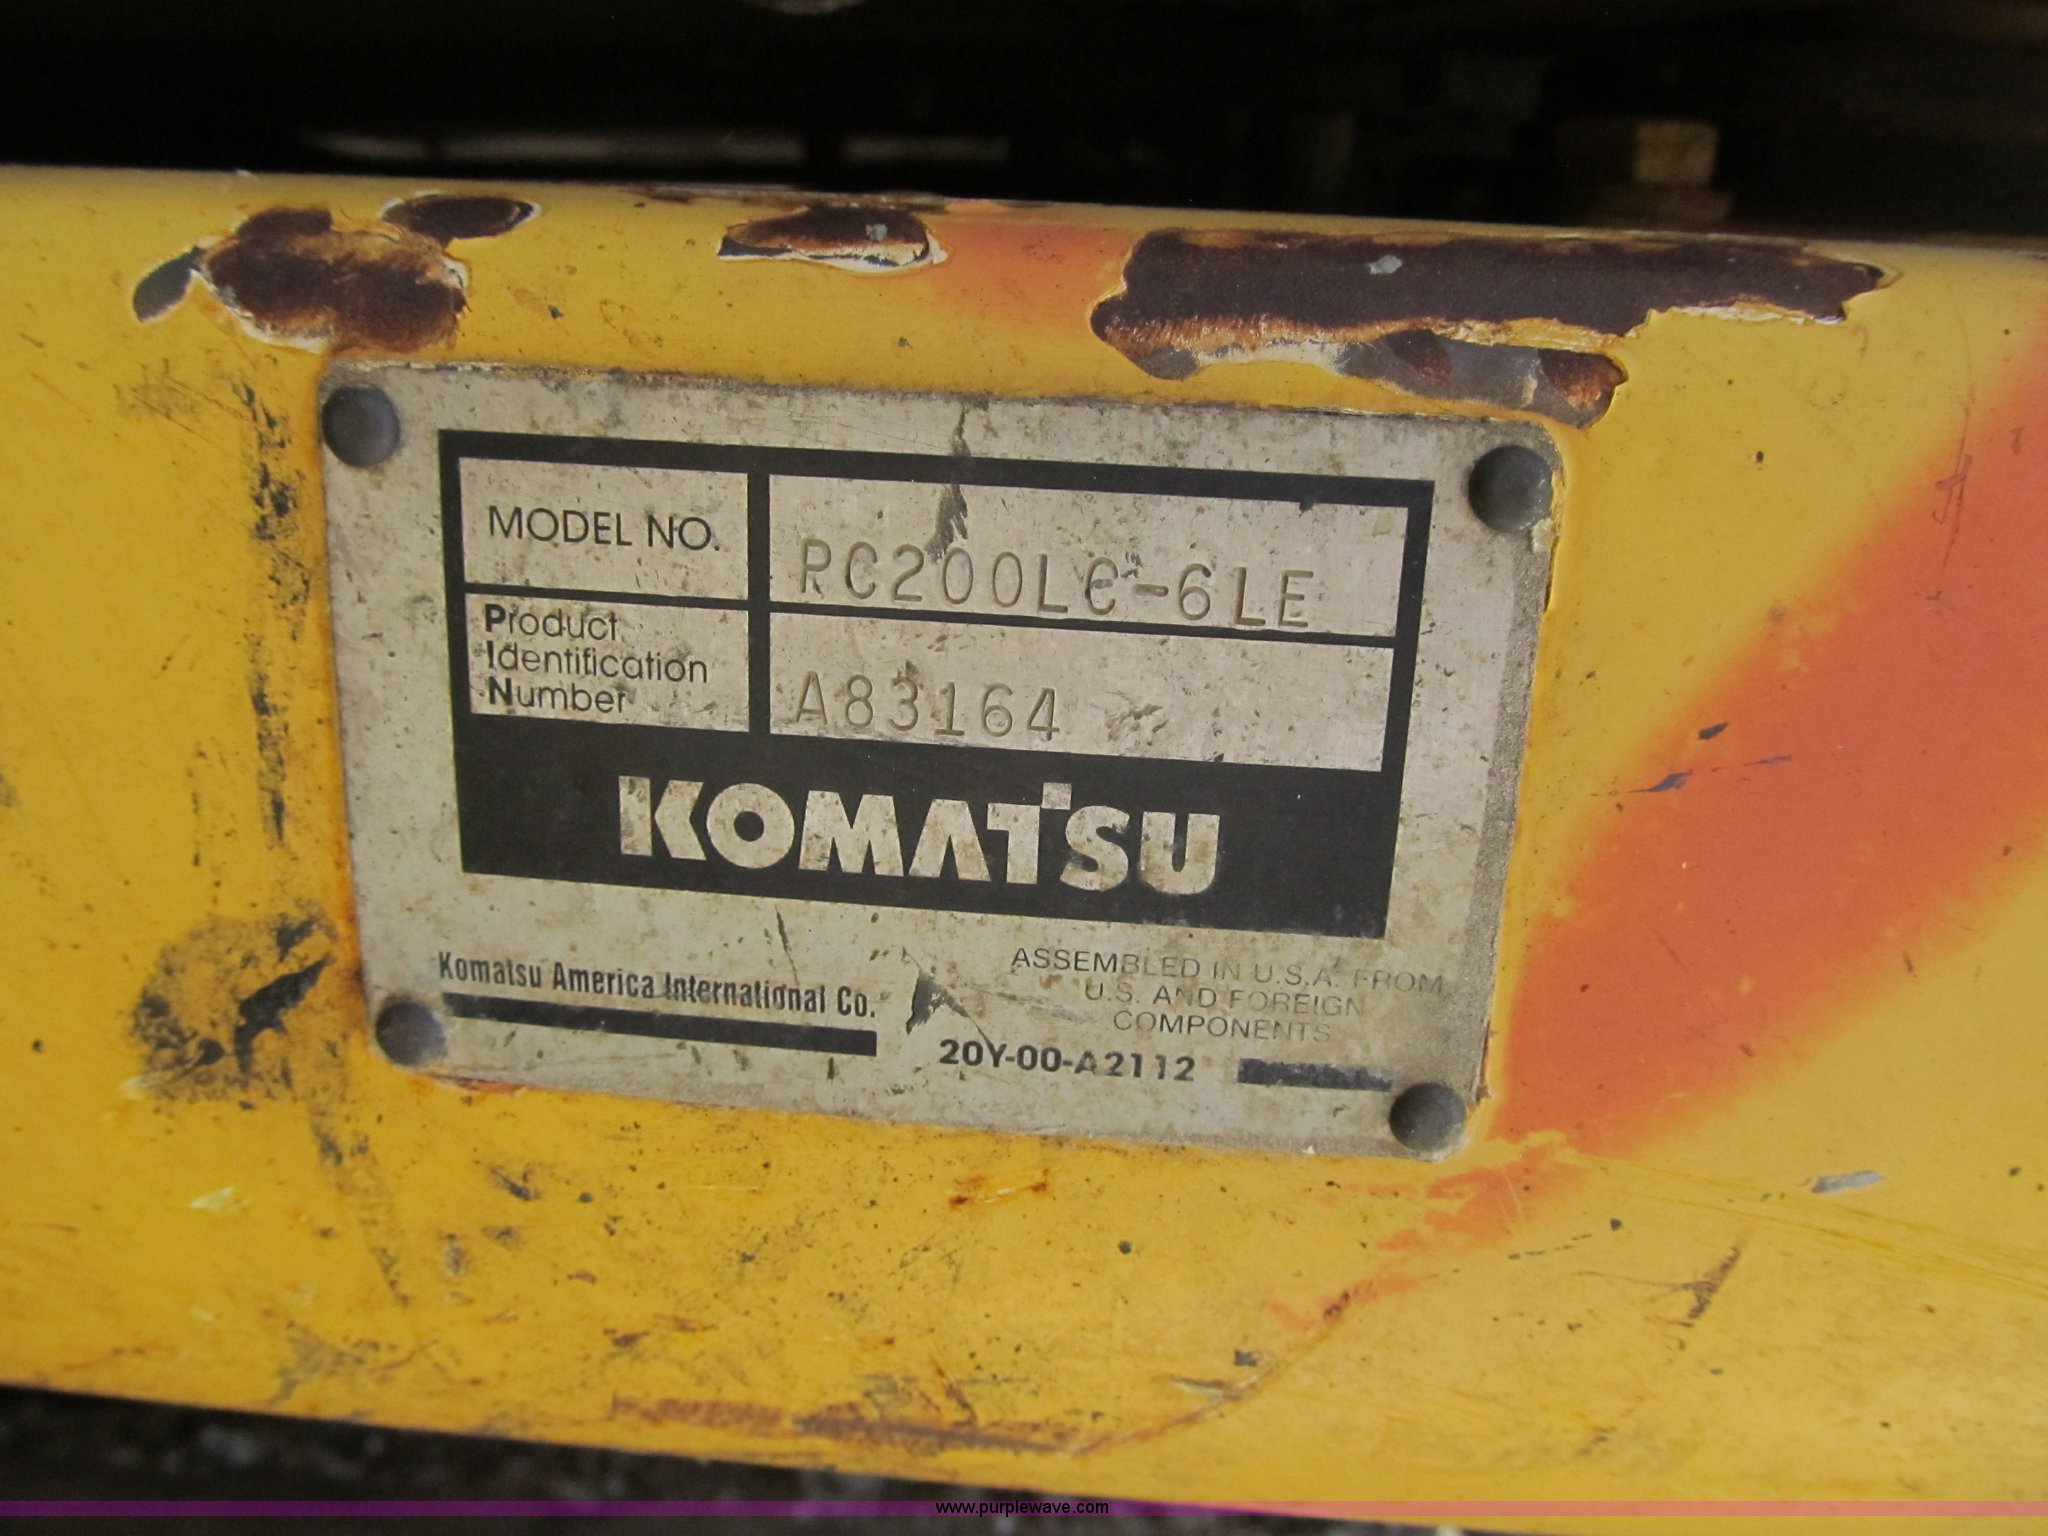 MODEL NO.
PC200LC-6LE
Product
Identification
Number
A83164
KOMATSU
Komatsu America International Co.
ASSEMBLED IN U.S.A. FROM
U.S. AND FOREIGN
COMPONENTS
20Y-00-A2112
www.purplewave.com